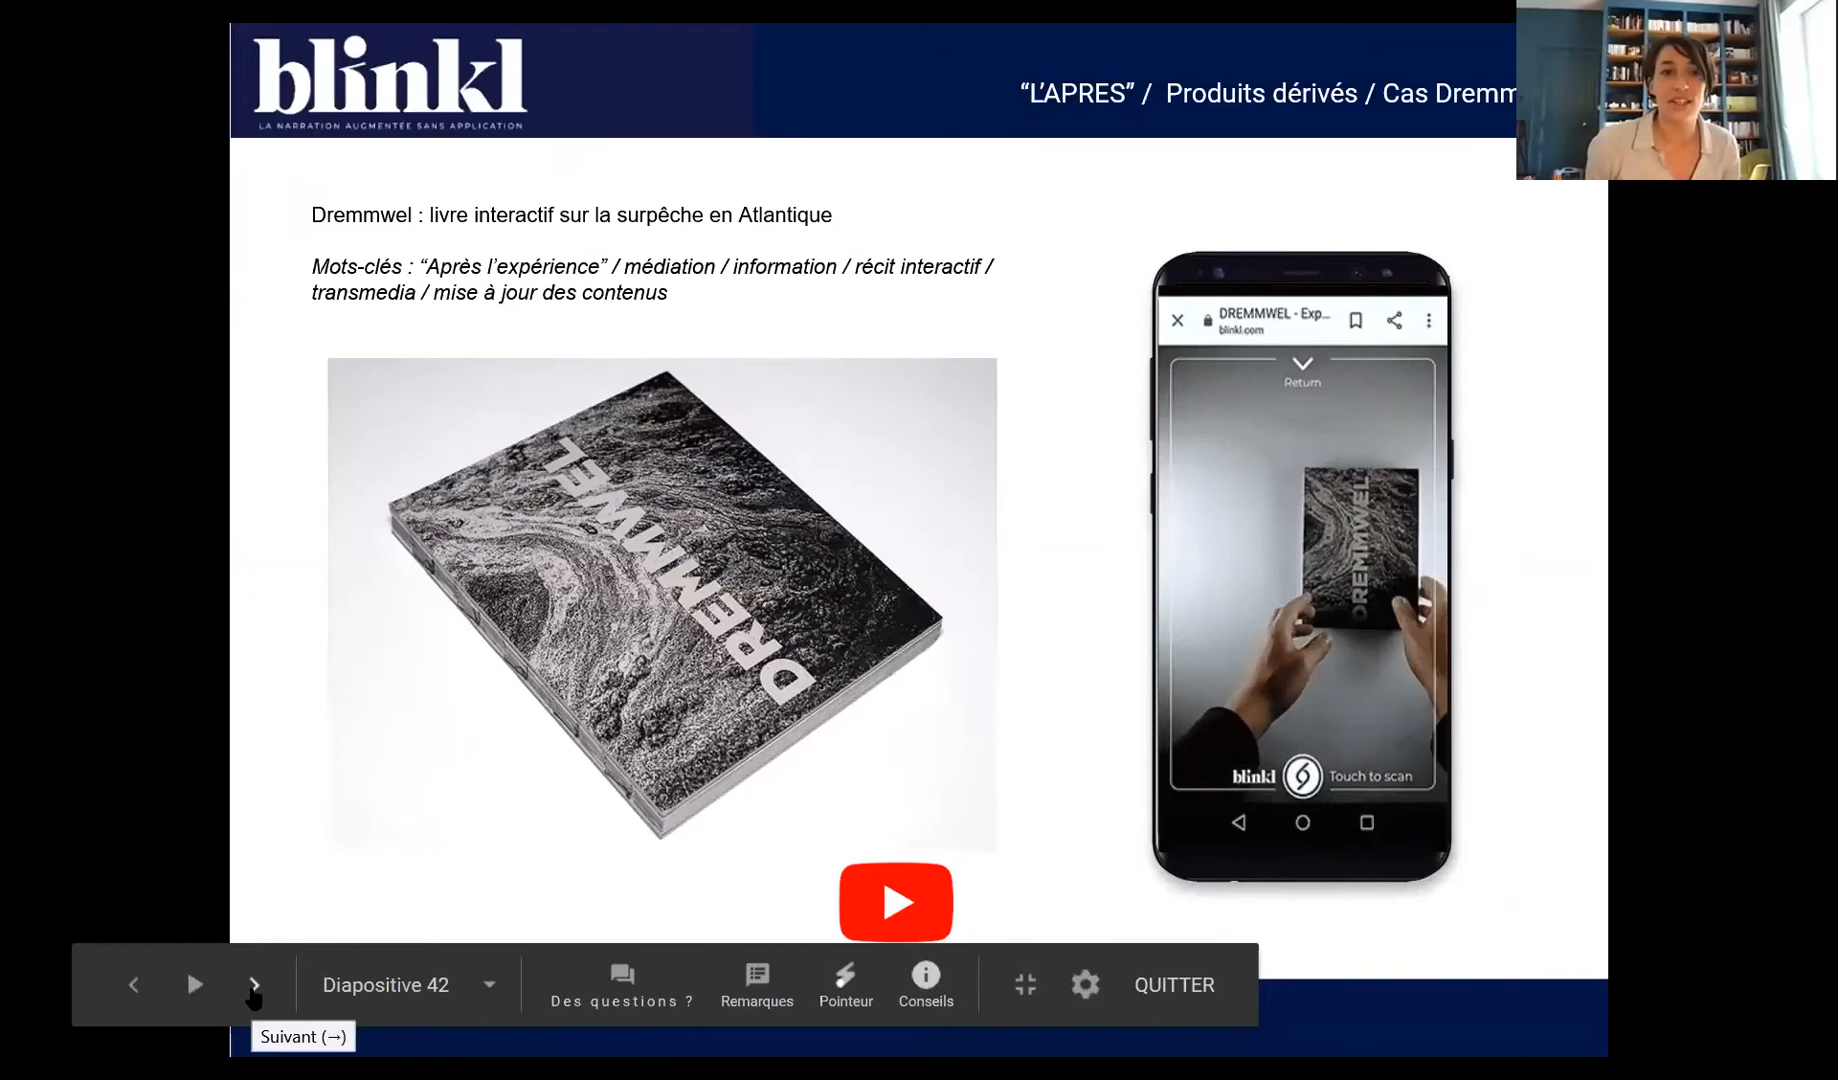 blinkl
LA NARRATION AUGMENTÉE SANS APPLICATION
“L’APRES” / Produits dérivés / Cas Dremm
Dremmwel : livre interactif sur la surpêche en Atlantique
Mots-clés : “Après l’expérience” / médiation / information / récit interactif /
transmedia / mise à jour des contenus
DREMMWEL
DREMMWEL - Exp...
blinkl.com
Return
DREMMWEL
blinkl Touch to scan
Diapositive 42
Des questions ?
Remarques
Pointeur
Conseils
QUITTER
Suivant (→)